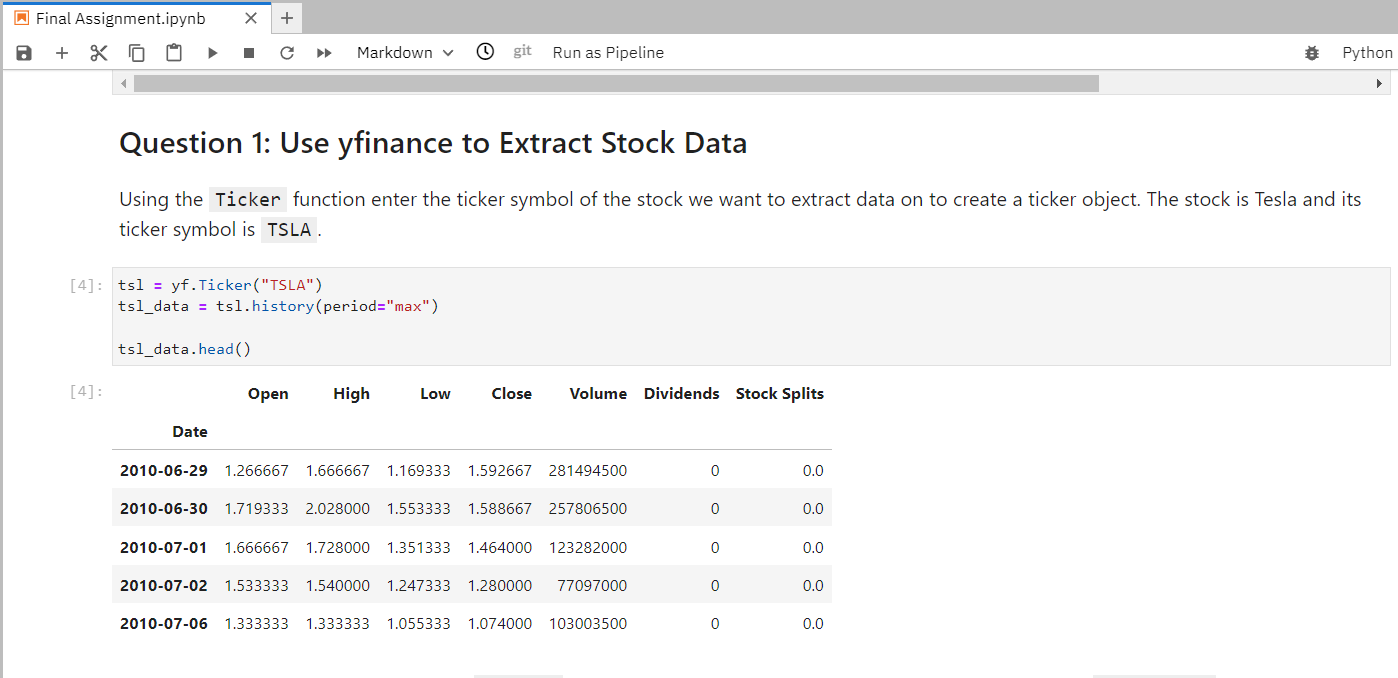 Final Assignment.ipynb
Markdown git Run as Pipeline Python
Question 1: Use yfinance to Extract Stock Data
Using the Ticker function enter the ticker symbol of the stock we want to extract data on to create a ticker object. The stock is Tesla and its
ticker symbol is TSLA .
[4]: tsl = yf.Ticker("TSLA")
tsl_data = tsl.history(period="max")
tsl_data.head()
[4]: Open High Low Close Volume Dividends Stock Splits
Date
2010-06-29 1.266667 1.666667 1.169333 1.592667 281494500 0 0.0
2010-06-30 1.719333 2.028000 1.553333 1.588667 257806500 0 0.0
2010-07-01 1.666667 1.728000 1.351333 1.464000 123282000 0 0.0
2010-07-02 1.533333 1.540000 1.247333 1.280000 77097000 0 0.0
2010-07-06 1.333333 1.333333 1.055333 1.074000 103003500 0 0.0